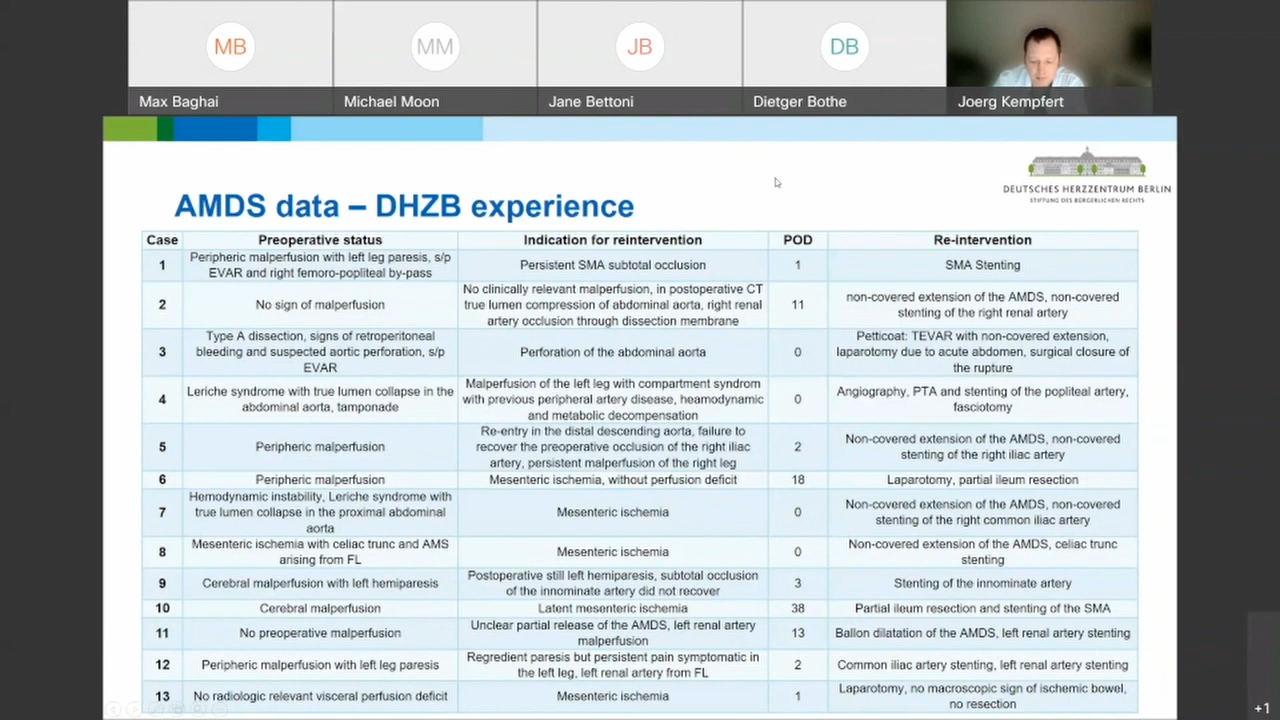 MB
MM
JB
DB
Max Baghai
Michael Moon
Jane Bettoni
Dietger Bothe
Joerg Kempfert
DEUTSCHES HERZZENTRUM BERLIN
STIFTUNG DES BÜRGERLICHEN RECHTS
AMDS data – DHZB experience
Case Preoperative status Indication for reintervention POD Re-intervention
1 Peripheric malperfusion with left leg paresis, s/p
EVAR and right femoro-popliteal by-pass
Persistent SMA subtotal occlusion
1
SMA Stenting
2 No sign of malperfusion
No clinically relevant malperfusion, in postoperative CT
true lumen compression of abdominal aorta, right renal
artery occlusion through dissection membrane
11
non-covered extension of the AMDS, non-covered
stenting of the right renal artery
3 Type A dissection, signs of retroperitoneal
bleeding and suspected aortic perforation, s/p
EVAR
Perforation of the abdominal aorta
0
Petticoat: TEVAR with non-covered extension,
laparotomy due to acute abdomen, surgical closure of
the rupture
4 Leriche syndrome with true lumen collapse in the
abdominal aorta, tamponade
Malperfusion of the left leg with compartment syndrom
with previous peripheral artery disease, heamodynamic
and metabolic decompensation
0
Angiography, PTA and stenting of the popliteal artery,
fasciotomy
5 Peripheric malperfusion
Re-entry in the distal descending aorta, failure to
recover the preoperative occlusion of the right iliac
artery, persistent malperfusion of the right leg
2
Non-covered extension of the AMDS, non-covered
stenting of the right iliac artery
6 Peripheric malperfusion
Mesenteric ischemia, without perfusion deficit
18
Laparotomy, partial ileum resection
7 Hemodynamic instability, Leriche syndrome with
true lumen collapse in the proximal abdominal
aorta
Mesenteric ischemia
0
Non-covered extension of the AMDS, non-covered
stenting of the right common iliac artery
8 Mesenteric ischemia with celiac trunc and AMS
arising from FL
Mesenteric ischemia
0
Non-covered extension of the AMDS, celiac trunc
stenting
9 Cerebral malperfusion with left hemiparesis
Postoperative still left hemiparesis, subtotal occlusion
of the innominate artery did not recover
3
Stenting of the innominate artery
10 Cerebral malperfusion
Latent mesenteric ischemia
38
Partial ileum resection and stenting of the SMA
11 No preoperative malperfusion
Unclear partial release of the AMDS, left renal artery
malperfusion
13
Ballon dilatation of the AMDS, left renal artery stenting
12 Peripheric malperfusion with left leg paresis
Regredient paresis but persistent pain symptomatic in
the left leg, left renal artery from FL
2
Common iliac artery stenting, left renal artery stenting
13 No radiologic relevant visceral perfusion deficit
Mesenteric ischemia
1
Laparotomy, no macroscopic sign of ischemic bowel,
no resection
+1